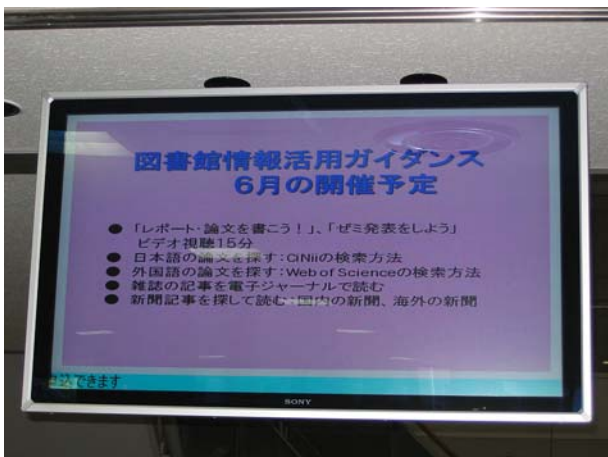 図書館情報活用ガイダンス
6月の開催予定
● 「レポート・論文を書こう!」、「ゼミ発表をしよう」
ビデオ視聴15分
● 日本語の論文を探す:CiNiiの検索方法
● 外国語の論文を探す:Web of Scienceの検索方法
● 雑誌の記事を電子ジャーナルで読む
● 新聞記事を探して読む:国内の新聞、海外の新聞
込できます
SONY